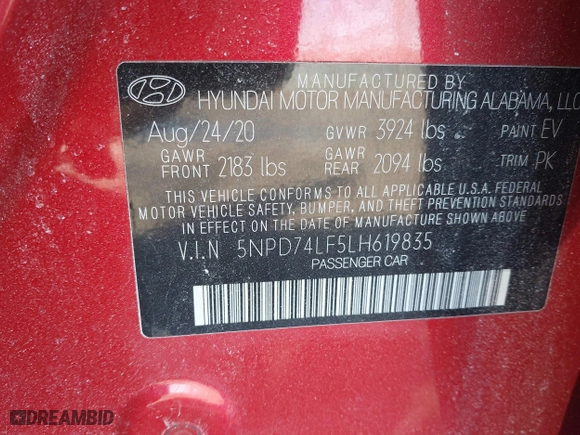 MANUFACTURED BY
HYUNDAI MOTOR MANUFACTURING ALABAMA, LLC
Aug/24/20 GVWR 3924 lbs PAINT EV
GAWR FRONT 2183 lbs GAWR REAR 2094 lbs TRIM PK
THIS VEHICLE CONFORMS TO ALL APPLICABLE U.S.A. FEDERAL
MOTOR VEHICLE SAFETY, BUMPER, AND THEFT PREVENTION STANDARDS
IN EFFECT ON THE DATE OF MANUFACTURE SHOWN ABOVE.
V.I.N 5NPD74LF5LH619835
PASSENGER CAR
DREAMBID